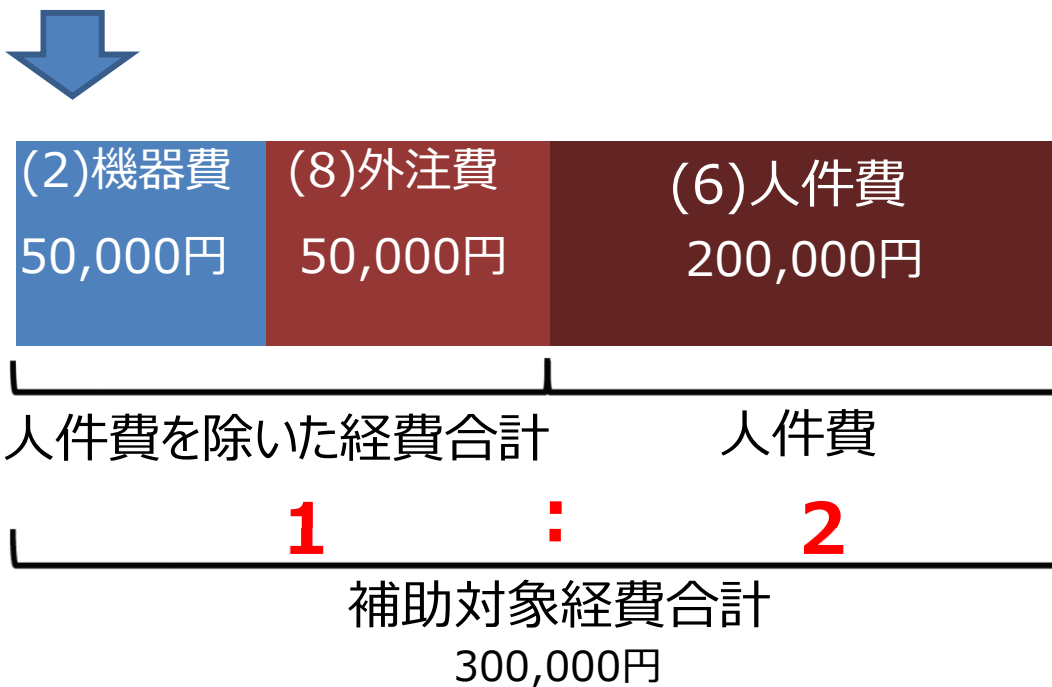 (2)機器費
50,000円
(8)外注費
50,000円
(6)人件費
200,000円
人件費を除いた経費合計
人件費
1 : 2
補助対象経費合計
300,000円